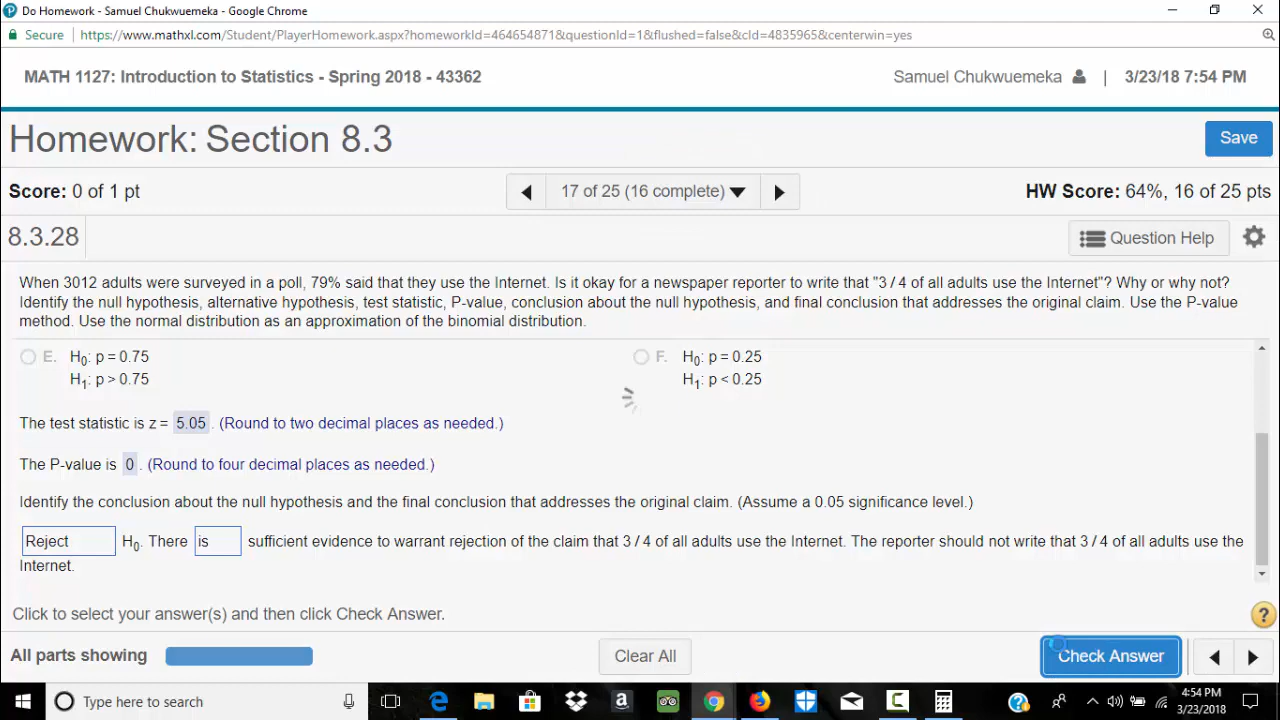 Do Homework - Samuel Chukwuemeka - Google Chrome
Secure https://www.mathxl.com/Student/PlayerHomework.aspx?homeworkId=464654871&questionId=1&flushed=false&cId=4835965&centerwin=yes
MATH 1127: Introduction to Statistics - Spring 2018 - 43362 Samuel Chukwuemeka | 3/23/18 7:54 PM
Homework: Section 8.3 Save
Score: 0 of 1 pt 17 of 25 (16 complete) HW Score: 64%, 16 of 25 pts
8.3.28 Question Help
When 3012 adults were surveyed in a poll, 79% said that they use the Internet. Is it okay for a newspaper reporter to write that "3 / 4 of all adults use the Internet"? Why or why not?
Identify the null hypothesis, alternative hypothesis, test statistic, P-value, conclusion about the null hypothesis, and final conclusion that addresses the original claim. Use the P-value
method. Use the normal distribution as an approximation of the binomial distribution.
E. H0: p = 0.75 F. H0: p = 0.25
H1: p > 0.75 H1: p < 0.25
The test statistic is z = 5.05 . (Round to two decimal places as needed.)
The P-value is 0 . (Round to four decimal places as needed.)
Identify the conclusion about the null hypothesis and the final conclusion that addresses the original claim. (Assume a 0.05 significance level.)
Reject H0. There is sufficient evidence to warrant rejection of the claim that 3 / 4 of all adults use the Internet. The reporter should not write that 3 / 4 of all adults use the
Internet.
Click to select your answer(s) and then click Check Answer. ?
All parts showing Clear All Check Answer
Type here to search 4:54 PM
3/23/2018